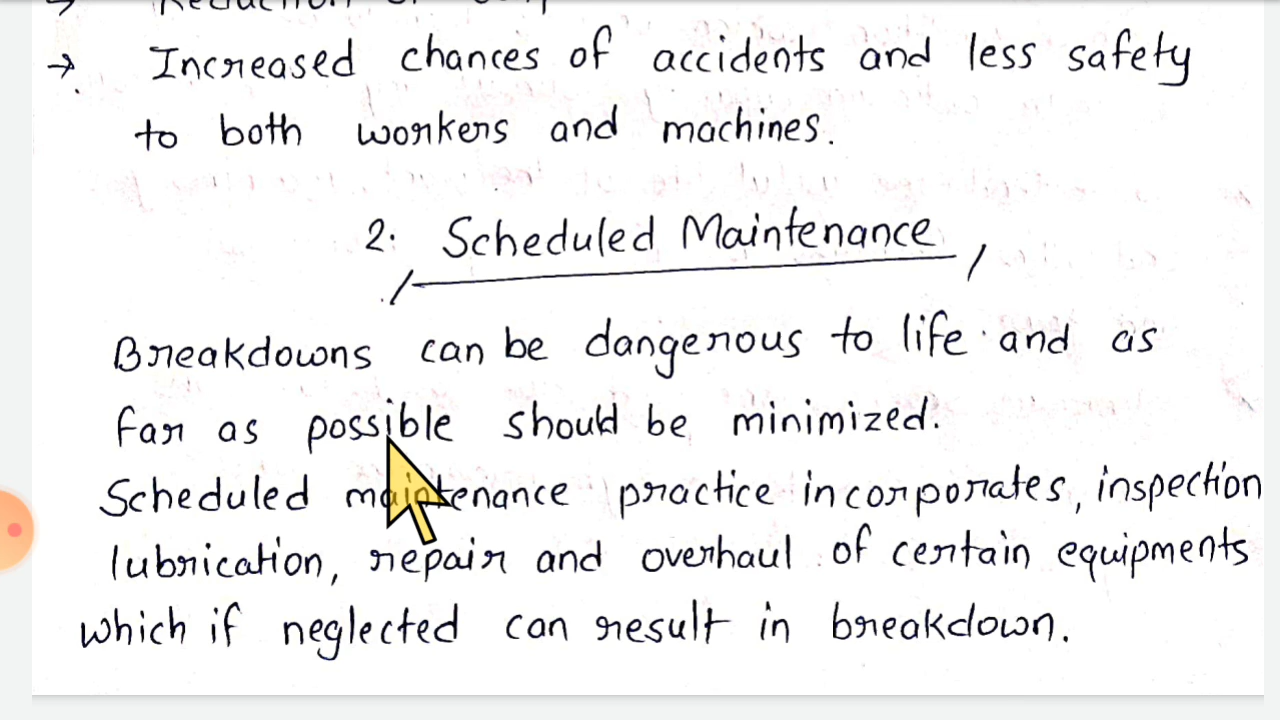 → Increased chances of accidents and less safety
to both workers and machines.
2. Scheduled Maintenance
Breakdowns can be dangerous to life and as
far as possible should be minimized.
Scheduled maintenance practice incorporates, inspection
lubrication, repair and overhaul of certain equipments
which if neglected can result in breakdown.